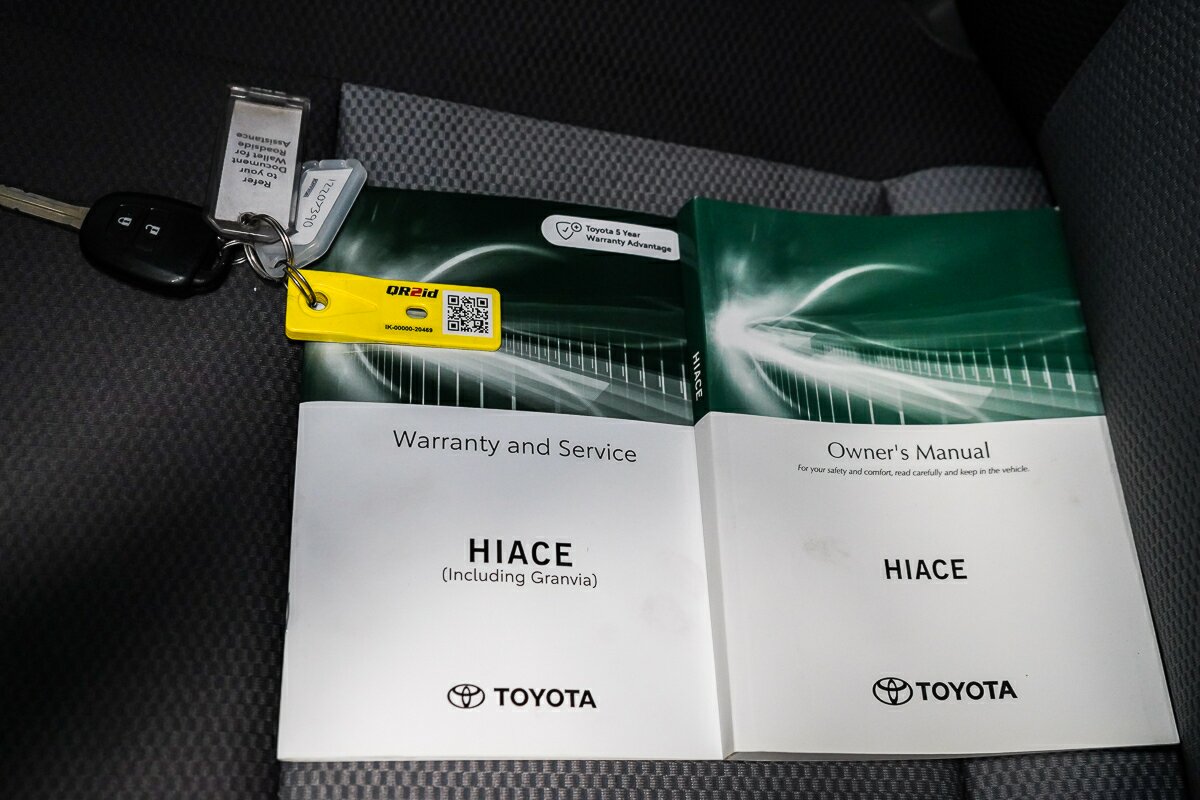 Refer
to your
Document
Wallet for
Roadside
Assistance
12207390
QR2id
IK-00000-20469
Toyota 5 Year
Warranty Advantage
Warranty and Service
HIACE
(Including Granvia)
TOYOTA
HIACE
Owner's Manual
For your safety and comfort, read carefully and keep in the vehicle.
HIACE
TOYOTA